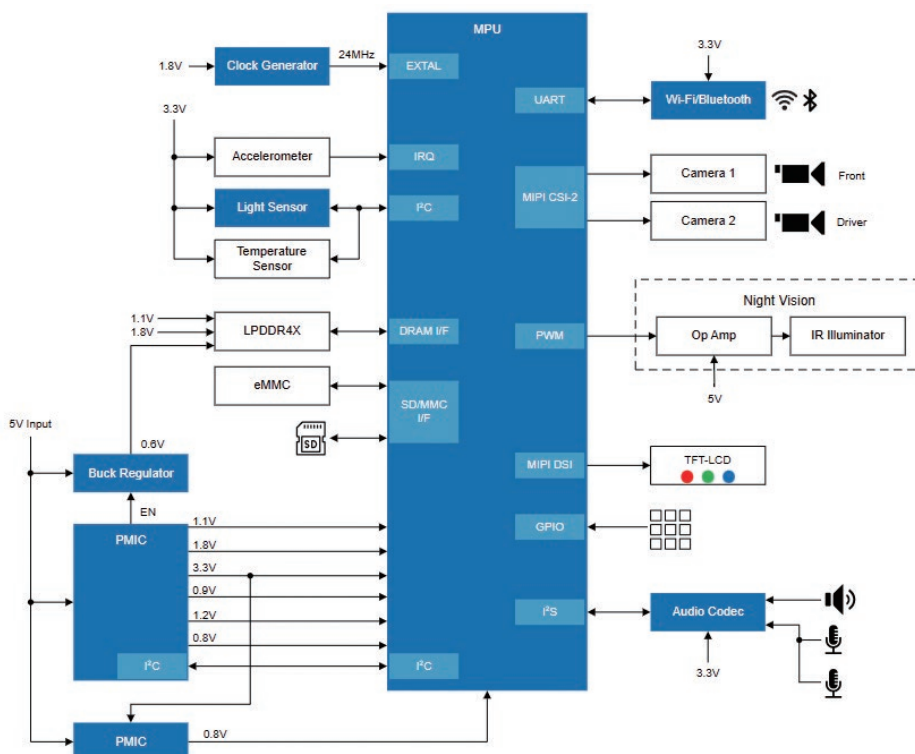 MPU
1.8V
Clock Generator
24MHz
EXTAL
3.3V
UART
Wi-Fi/Bluetooth
3.3V
Accelerometer
IRQ
Light Sensor
I²C
Temperature
Sensor
MIPI CSI-2
Camera 1
Front
Camera 2
Driver
1.1V
1.8V
LPDDR4X
DRAM I/F
Night Vision
PWM
Op Amp
IR Illuminator
5V
eMMC
SD/MMC
I/F
SD
5V Input
0.6V
Buck Regulator
EN
MIPI DSI
TFT-LCD
PMIC
1.1V
1.8V
3.3V
0.9V
1.2V
0.8V
I²C
I²C
GPIO
I²S
Audio Codec
3.3V
PMIC
0.8V